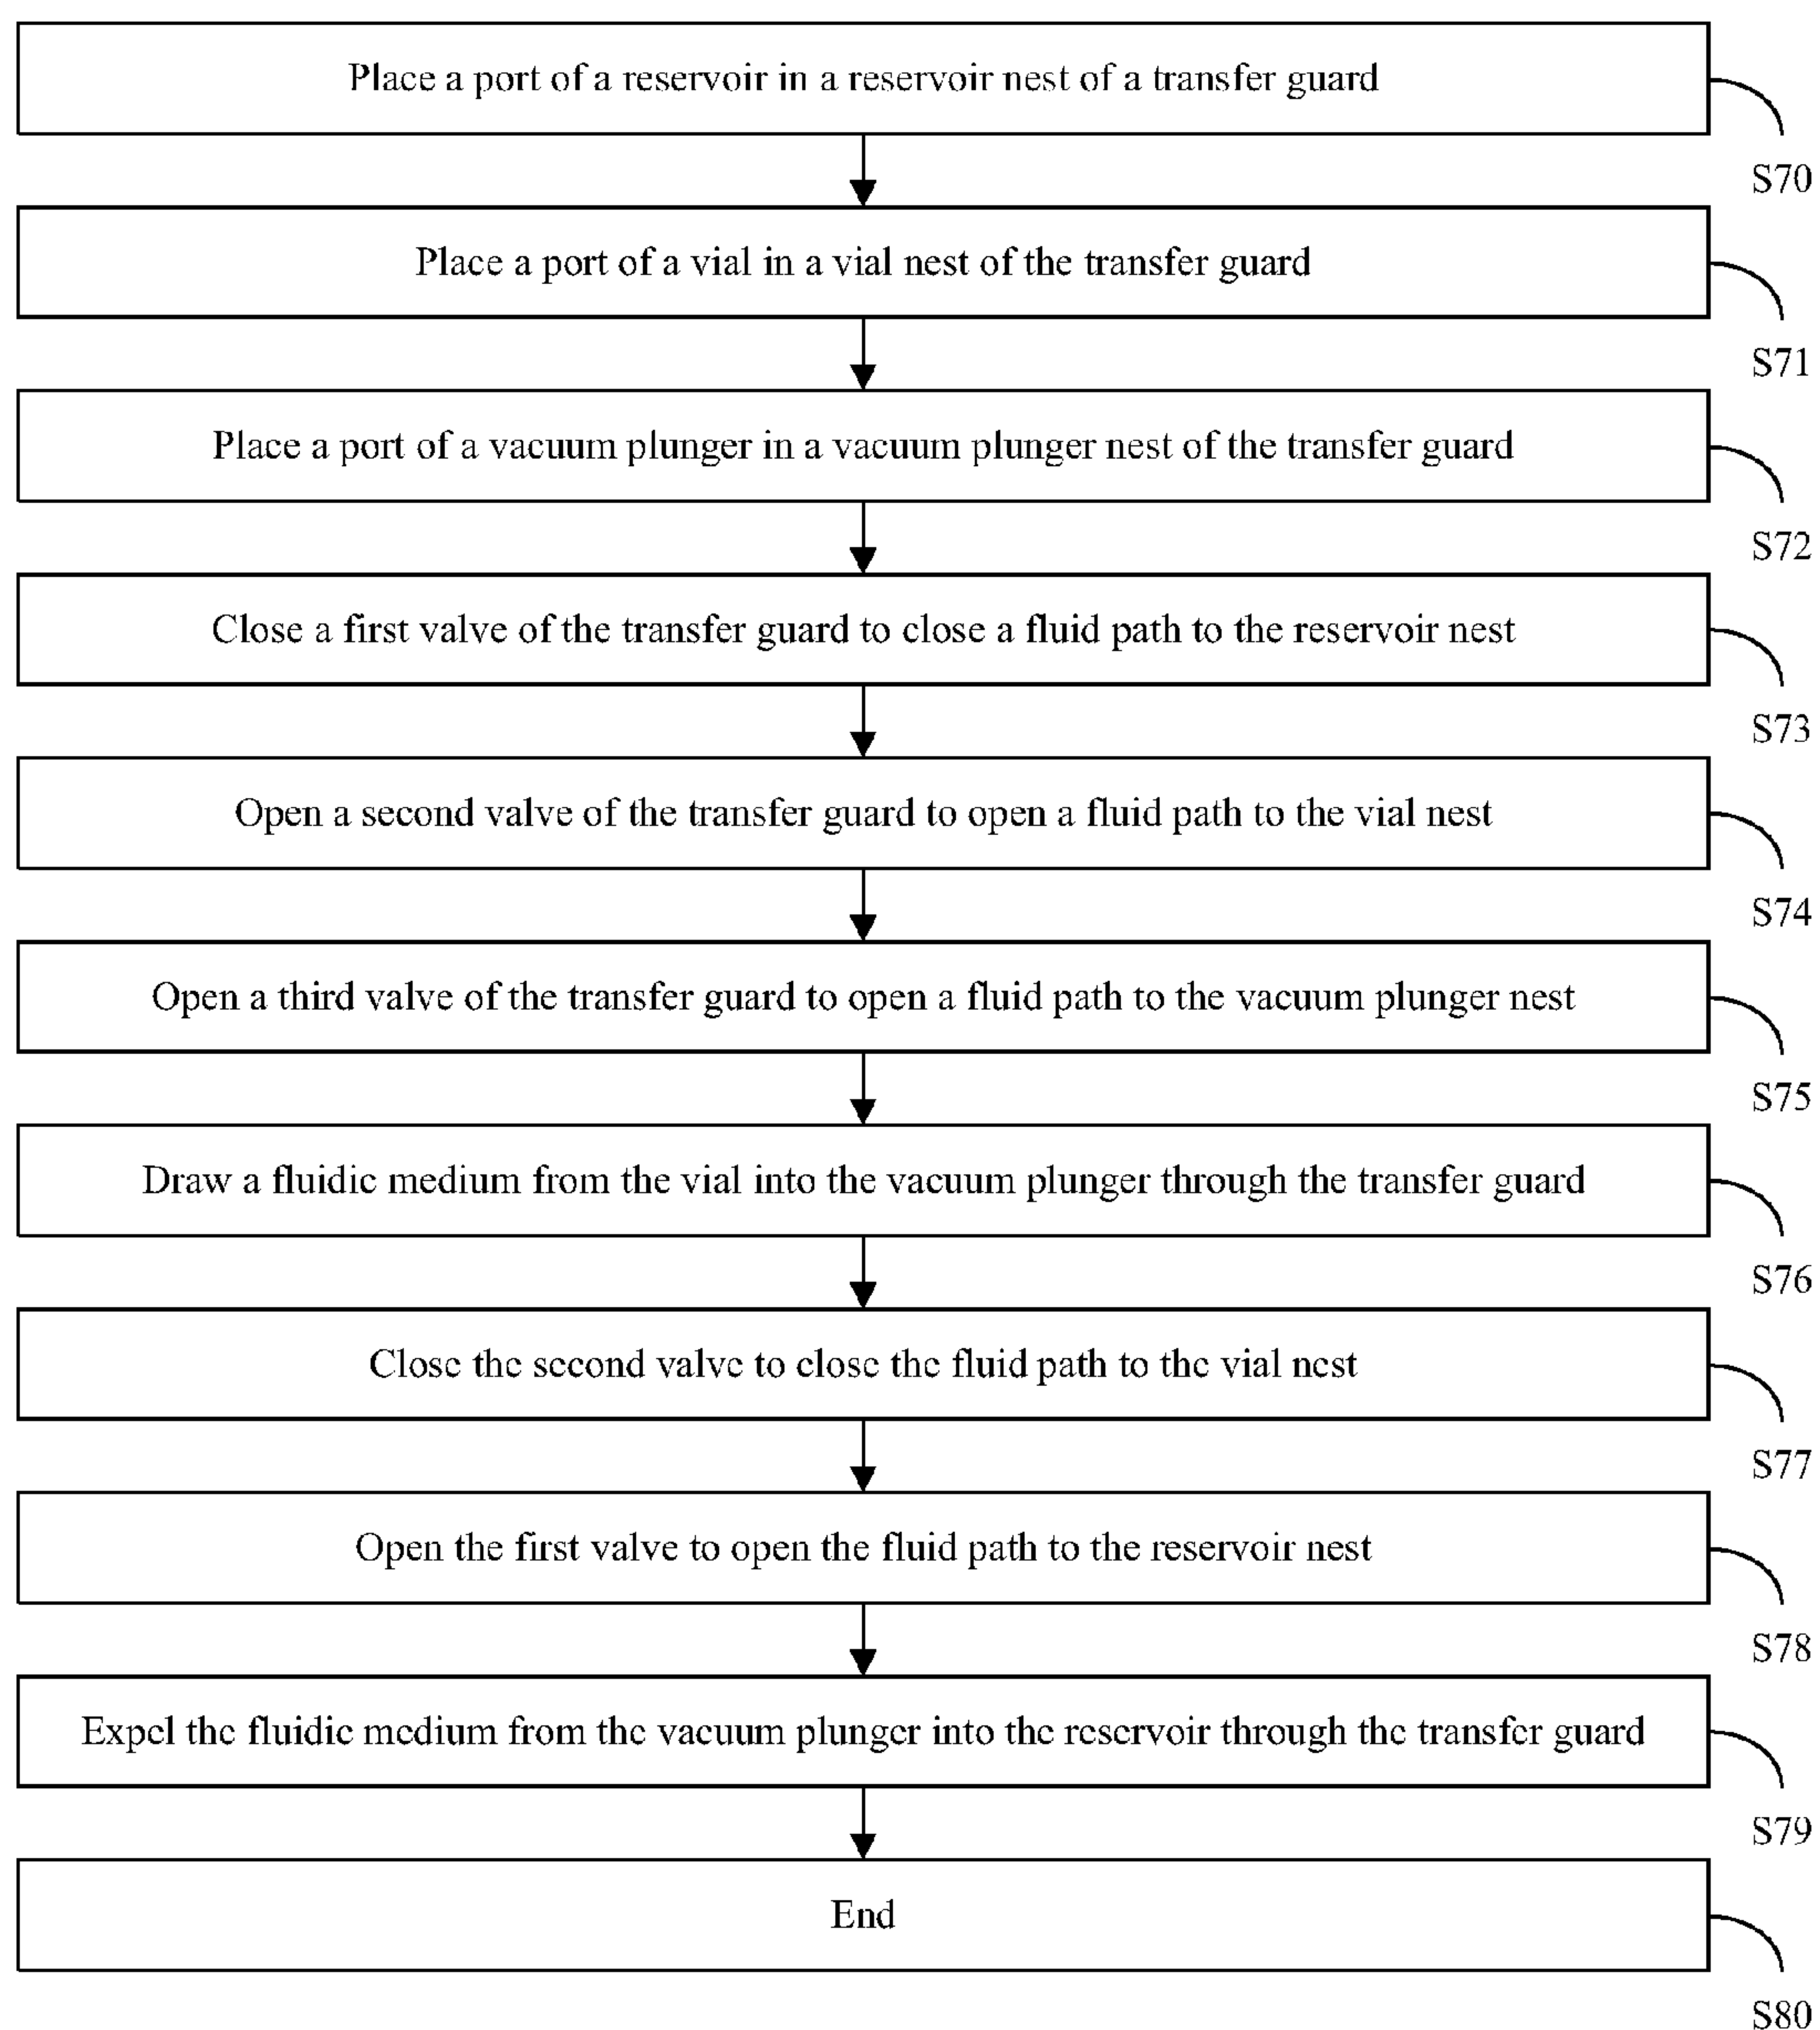 Place a port of a reservoir in a reservoir nest of a transfer guard
S70
Place a port of a vial in a vial nest of the transfer guard
S71
Place a port of a vacuum plunger in a vacuum plunger nest of the transfer guard
S72
Close a first valve of the transfer guard to close a fluid path to the reservoir nest
S73
Open a second valve of the transfer guard to open a fluid path to the vial nest
S74
Open a third valve of the transfer guard to open a fluid path to the vacuum plunger nest
S75
Draw a fluidic medium from the vial into the vacuum plunger through the transfer guard
S76
Close the second valve to close the fluid path to the vial nest
S77
Open the first valve to open the fluid path to the reservoir nest
S78
Expel the fluidic medium from the vacuum plunger into the reservoir through the transfer guard
S79
End
S80